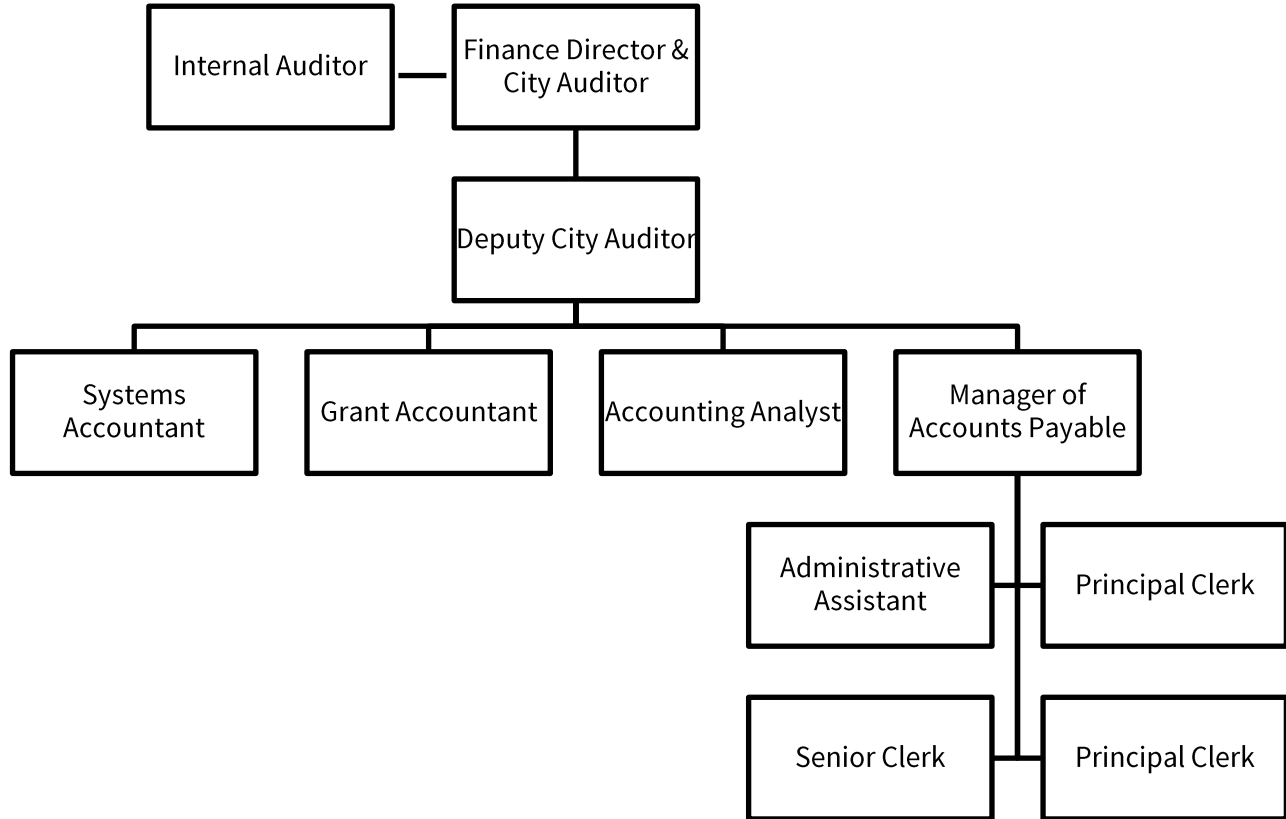 Internal Auditor
Finance Director &
City Auditor
Deputy City Auditor
Systems
Accountant
Grant Accountant
Accounting Analyst
Manager of
Accounts Payable
Administrative
Assistant
Principal Clerk
Senior Clerk
Principal Clerk